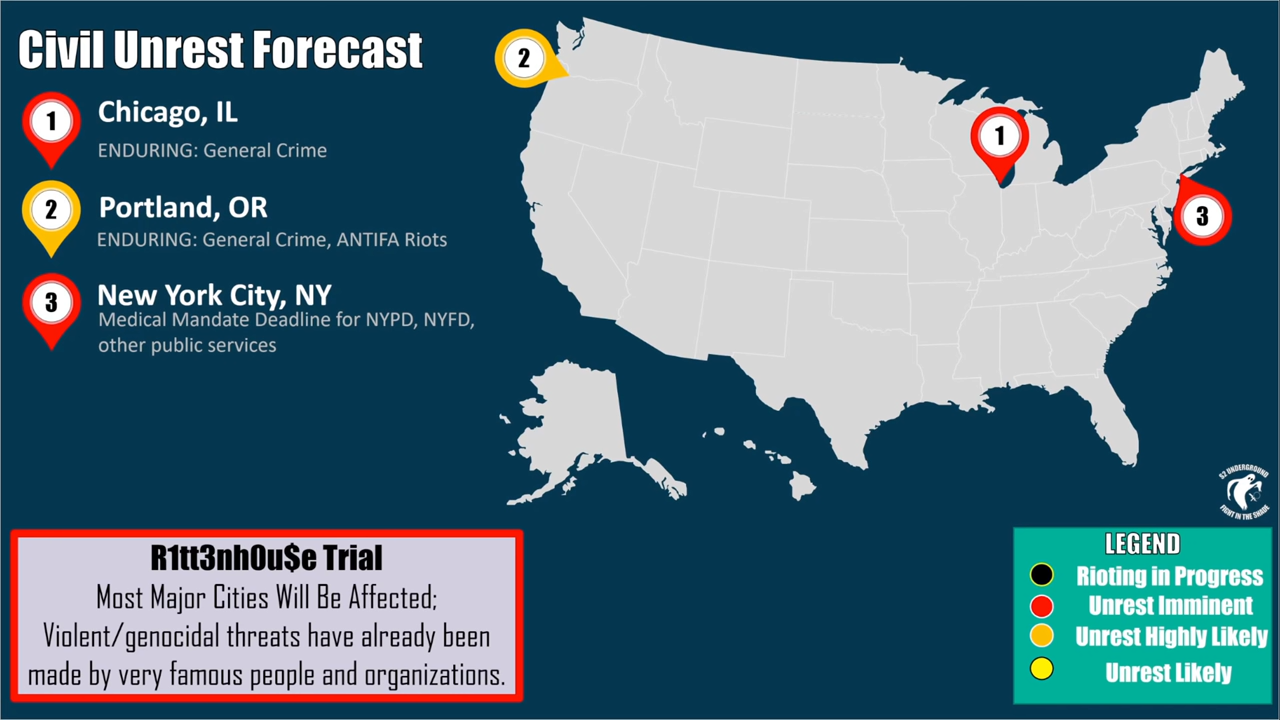 Civil Unrest Forecast
1
Chicago, IL
ENDURING: General Crime
2
Portland, OR
ENDURING: General Crime, ANTIFA Riots
3
New York City, NY
Medical Mandate Deadline for NYPD, NYFD,
other public services
2
1
3
S2 UNDERGROUND
FIGHT IN THE SHADE
R1tt3nh0u$e Trial
Most Major Cities Will Be Affected;
Violent/genocidal threats have already been
made by very famous people and organizations.
LEGEND
Rioting in Progress
Unrest Imminent
Unrest Highly Likely
Unrest Likely